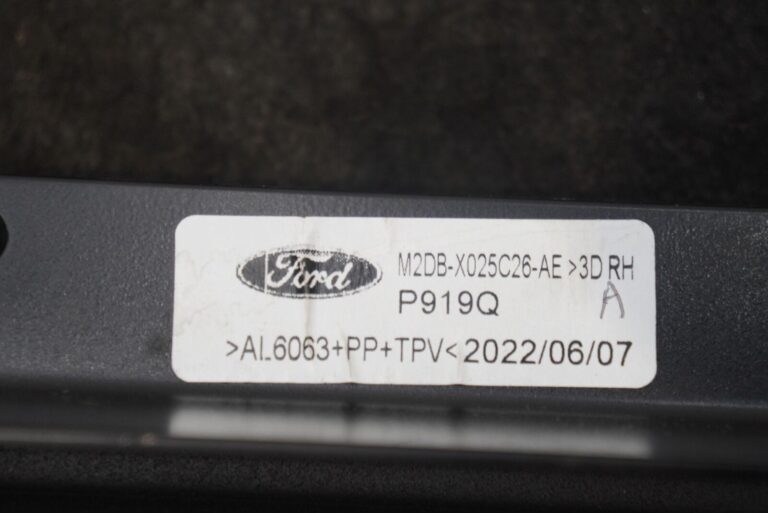 Ford
M2DB-X025C26-AE >3D RH
P919Q A
>AL6063+PP+TPV< 2022/06/07